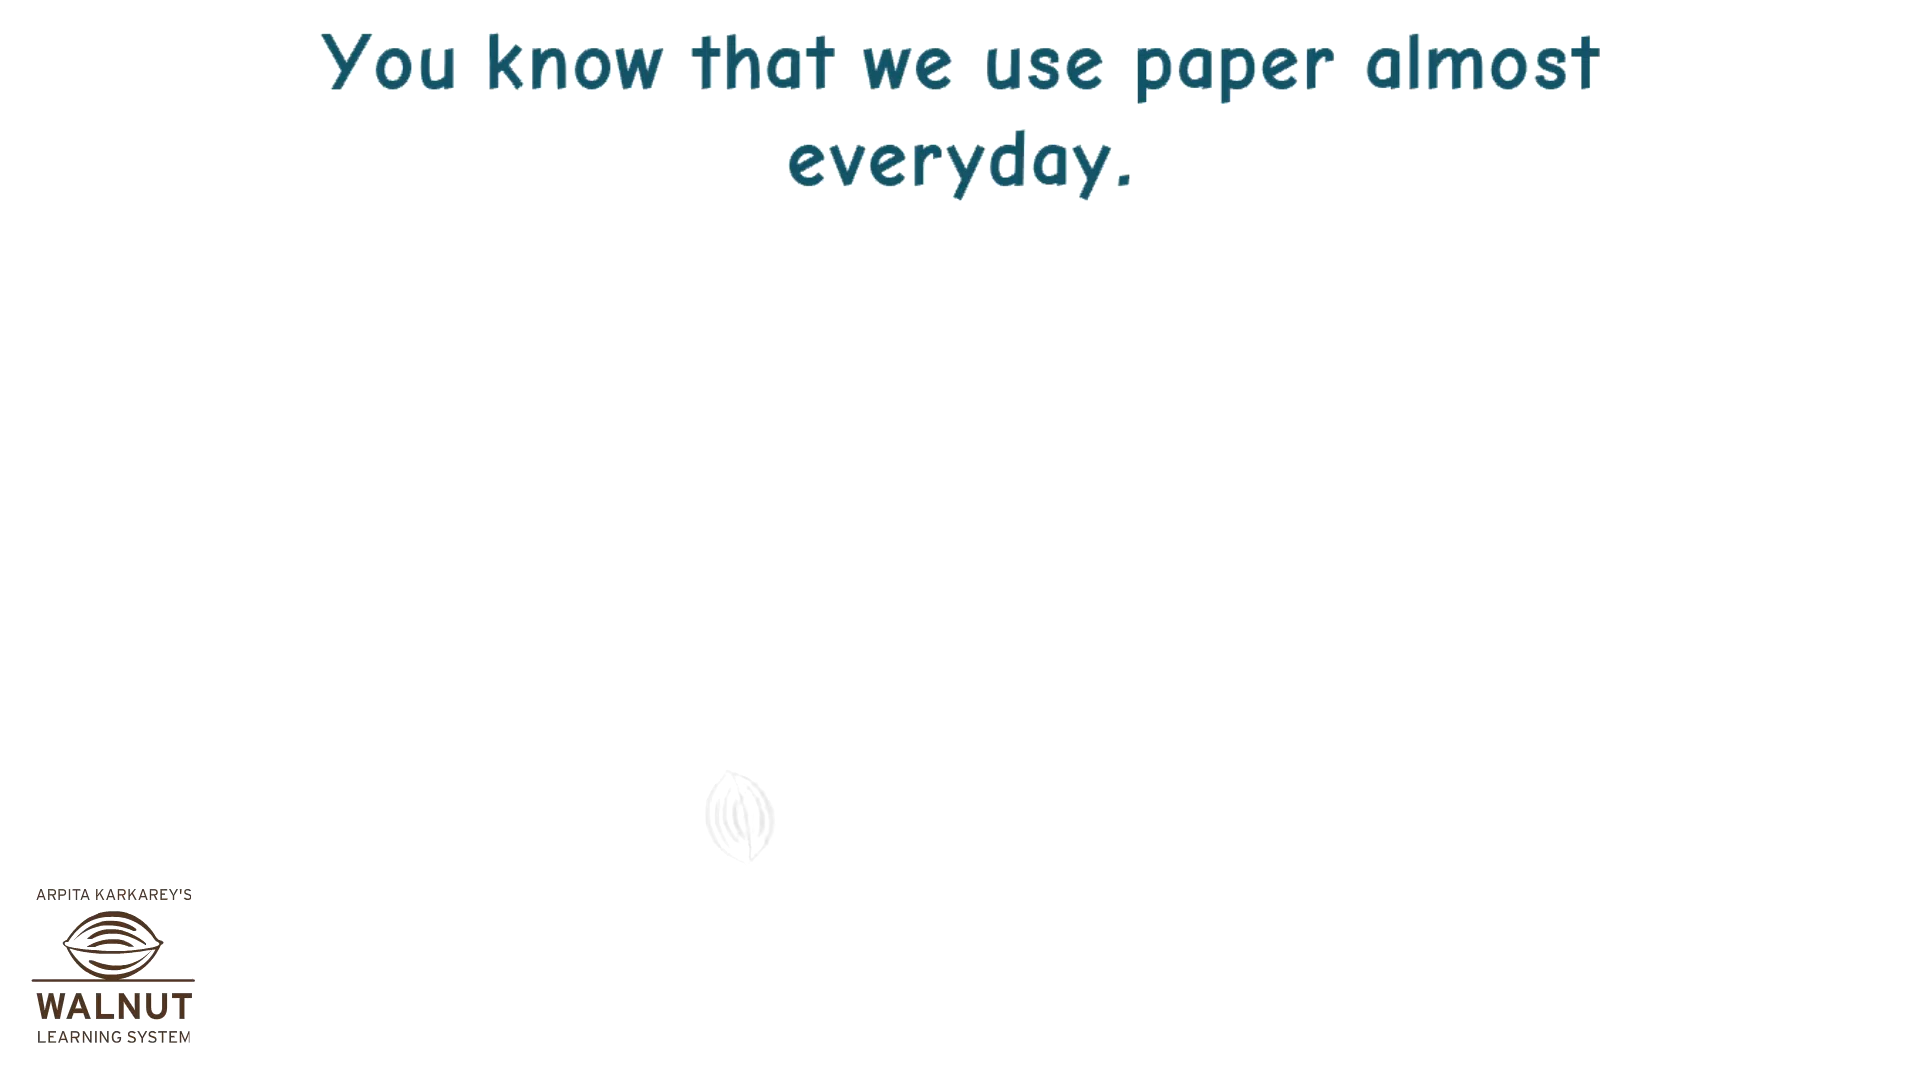 You know that we use paper almost
everyday.
ARPITA KARKAREY'S
WALNUT
LEARNING SYSTEM